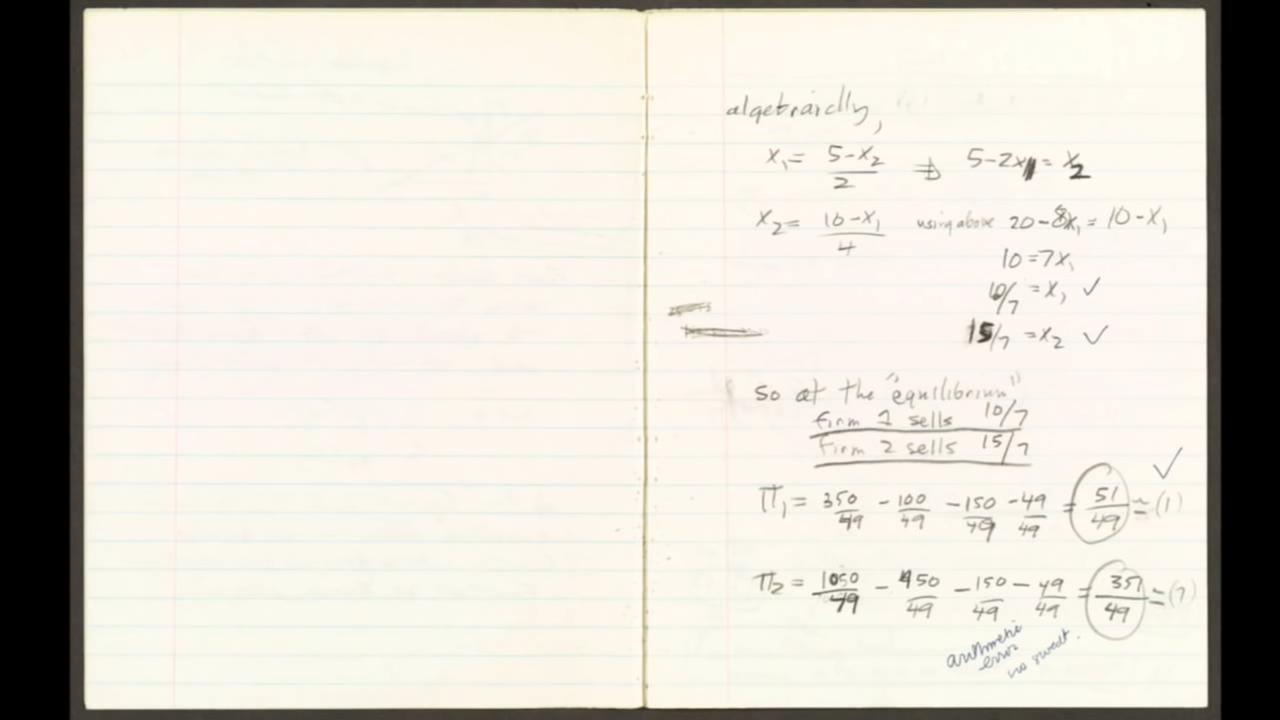 algebraiclly,
x₁ = (5-x₂)/2 ⇒ 5-2x₁ = x₂
x₂ = (10-x₁)/4 using above 20-8x₁ = 10-x₁
10 = 7x₁
10/7 = x₁ ✓
15/7 = x₂ ✓
so at the "equilibrium"
firm 1 sells 10/7
firm 2 sells 15/7
✓
Π₁ = 350/49 - 100/49 - 150/49 - 49/49 = 51/49 ≈ (1)
Π₂ = 1050/49 - 450/49 - 150/49 - 49/49 = 351/49 ≈ (7)
arithmetic
error
no sweat.